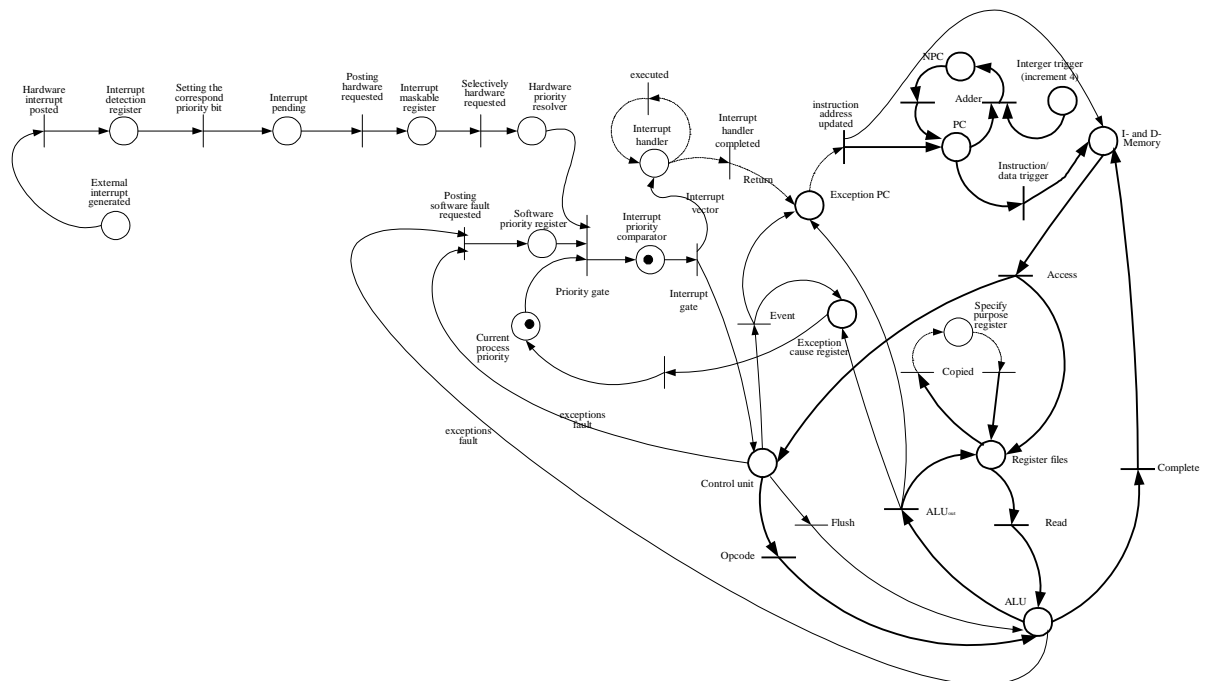 Hardware
interrupt
posted
Interrupt
detection
register
Setting the
correspond
priority bit
Interrupt
pending
Posting
hardware
requested
Interrupt
maskable
register
Selectively
hardware
requested
Hardware
priority
resolver
External
interrupt
generated
executed
Interrupt
handler
Interrupt
handler
completed
Return
instruction
address
updated
NPC
Adder
Interger trigger
(increment 4)
PC
I- and D-
Memory
Instruction/
data trigger
Exception PC
Posting
software fault
requested
Software
priority register
Interrupt
priority
comparator
Interrupt
vector
Priority gate
Interrupt
gate
Current
process
priority
Event
Exception
cause register
Access
Specify
purpose
register
Copied
exceptions
fault
exceptions
fault
Control unit
Register files
Complete
Flush
ALUout
Read
Opcode
ALU